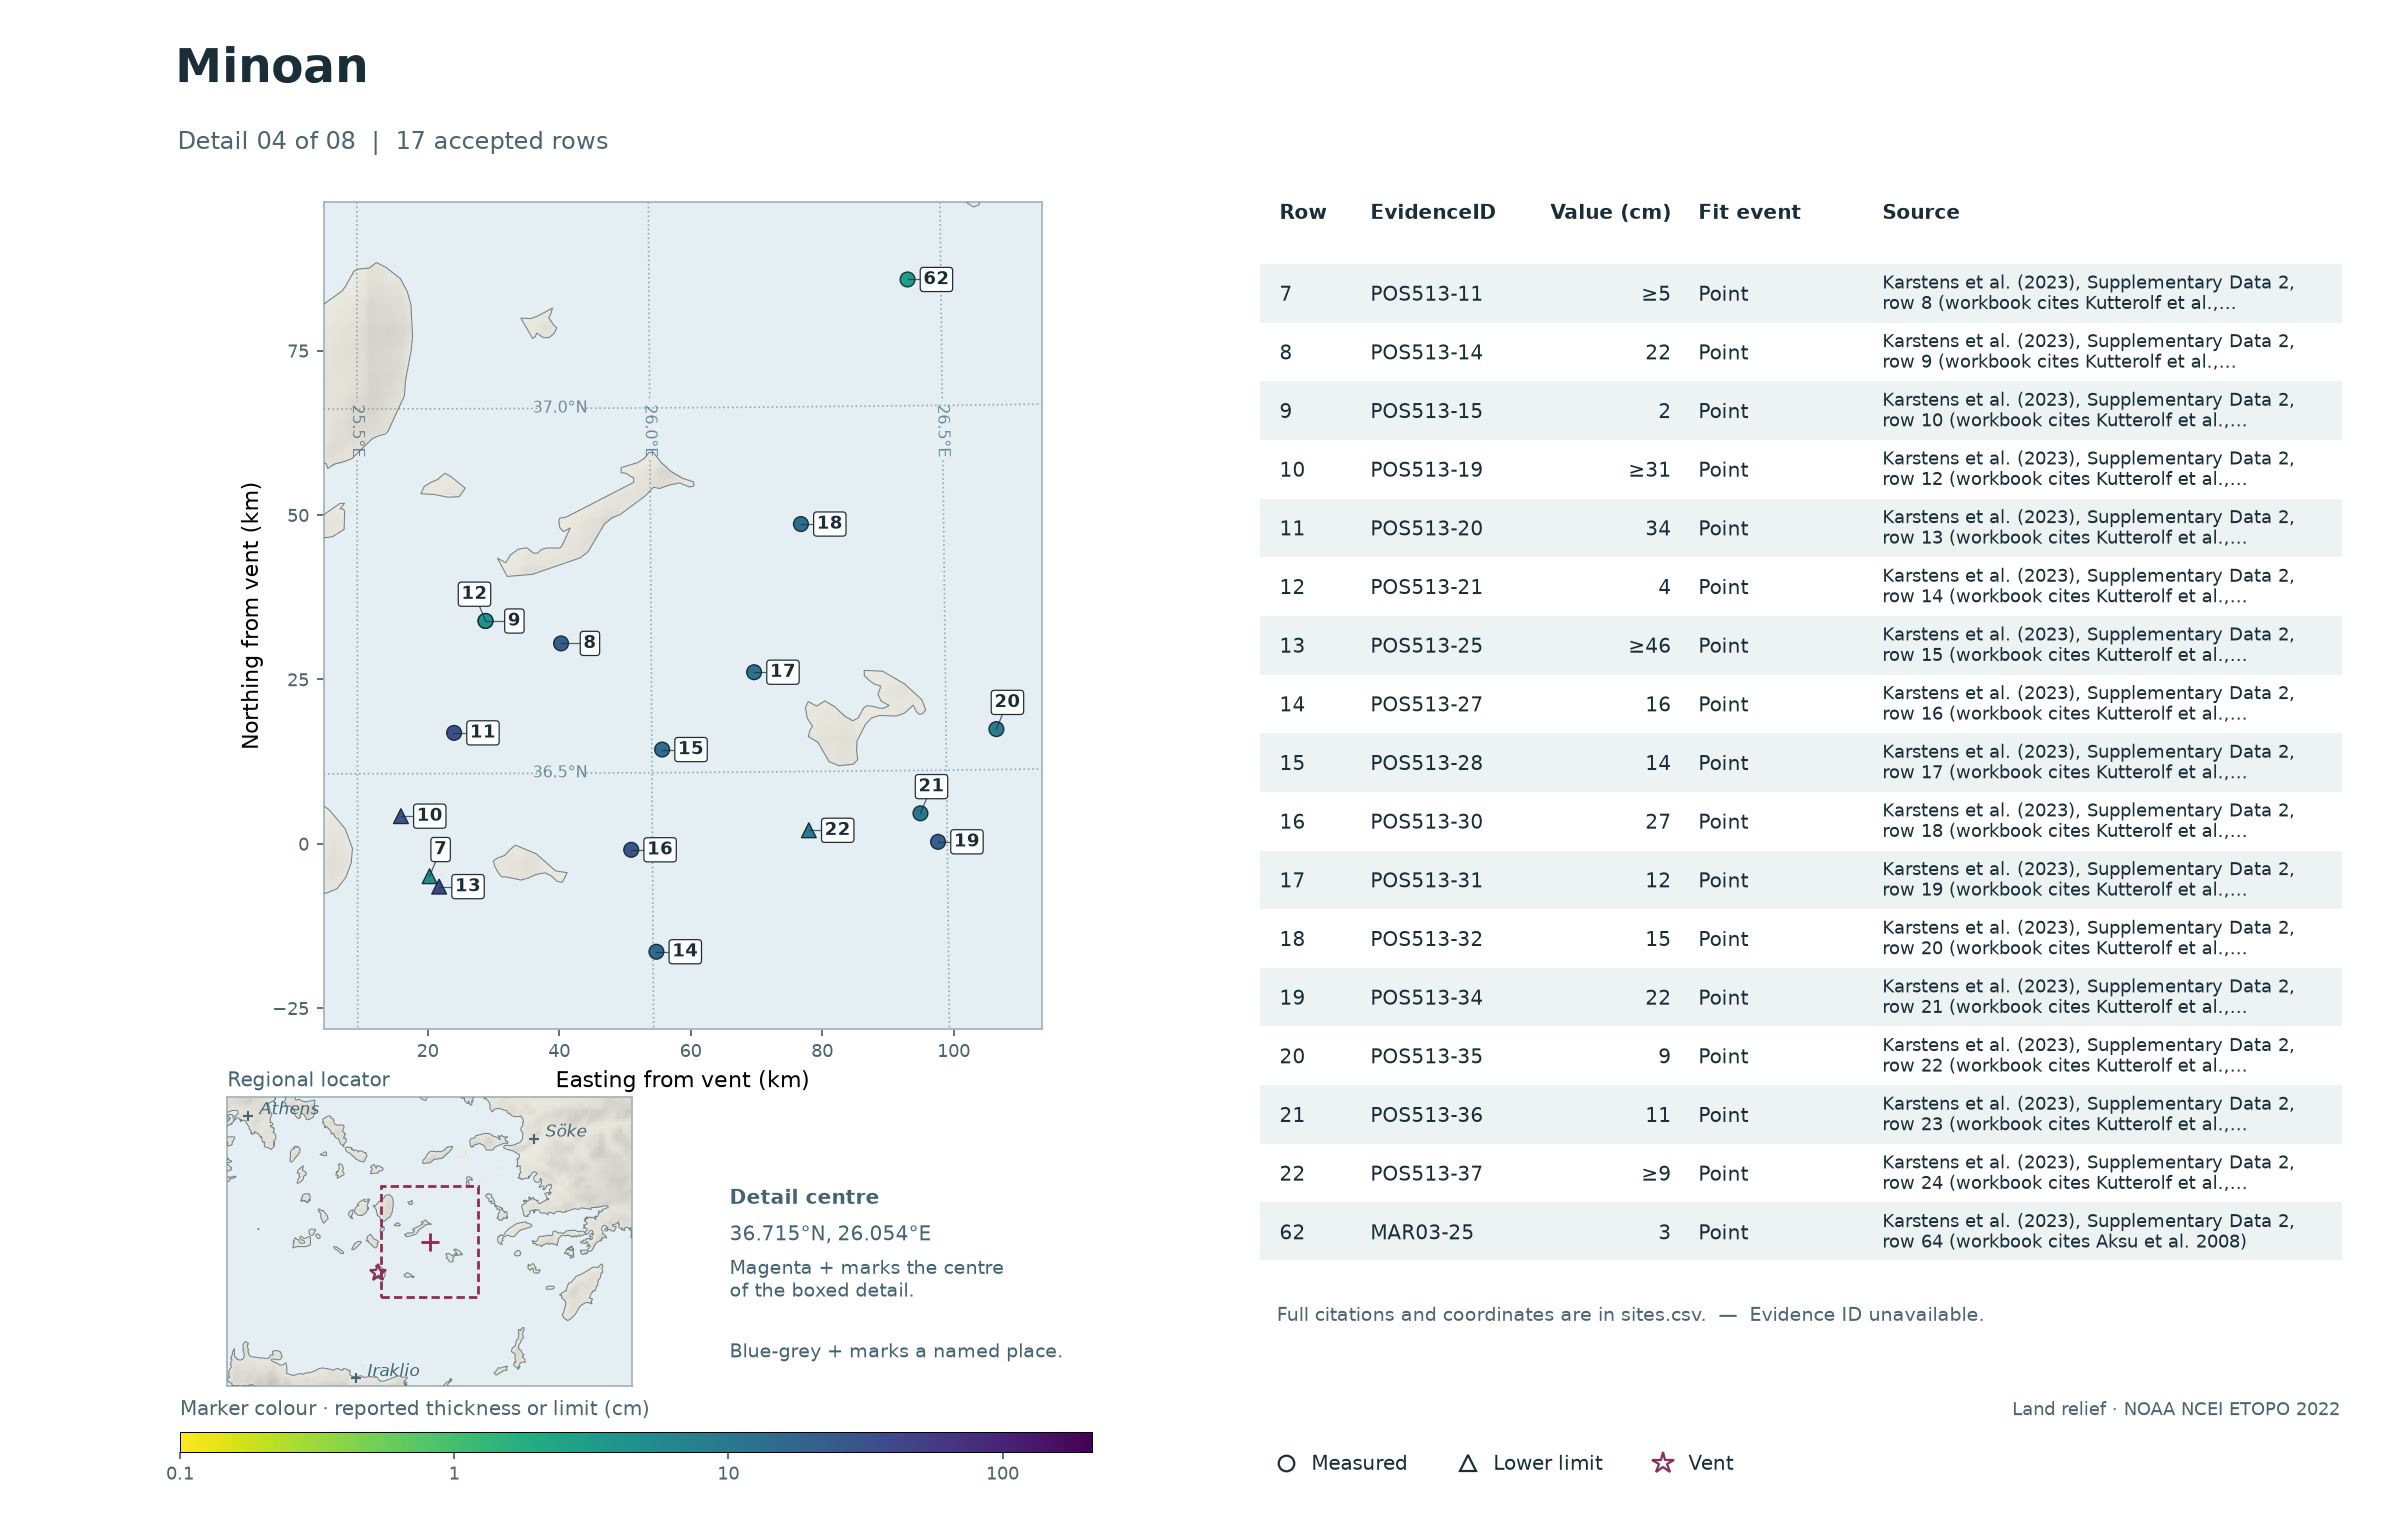 Minoan
Detail 04 of 08 | 17 accepted rows
62
75
37.0°N
25.5°E
26.0°E
26.5°E
50
18
12
9
8
17
25
20
11
15
36.5°N
21
10
22
7
0
16
19
13
14
−25
20
40
60
80
100
Northing from vent (km)
Easting from vent (km)
Regional locator
Athens
Söke
Iraklio
Detail centre
36.715°N, 26.054°E
Magenta + marks the centre
of the boxed detail.
Blue-grey + marks a named place.
Marker colour · reported thickness or limit (cm)
0.1
1
10
100
Row EvidenceID Value (cm) Fit event Source
7 POS513-11 ≥5 Point Karstens et al. (2023), Supplementary Data 2,
row 8 (workbook cites Kutterolf et al.,...
8 POS513-14 22 Point Karstens et al. (2023), Supplementary Data 2,
row 9 (workbook cites Kutterolf et al.,...
9 POS513-15 2 Point Karstens et al. (2023), Supplementary Data 2,
row 10 (workbook cites Kutterolf et al.,...
10 POS513-19 ≥31 Point Karstens et al. (2023), Supplementary Data 2,
row 12 (workbook cites Kutterolf et al.,...
11 POS513-20 34 Point Karstens et al. (2023), Supplementary Data 2,
row 13 (workbook cites Kutterolf et al.,...
12 POS513-21 4 Point Karstens et al. (2023), Supplementary Data 2,
row 14 (workbook cites Kutterolf et al.,...
13 POS513-25 ≥46 Point Karstens et al. (2023), Supplementary Data 2,
row 15 (workbook cites Kutterolf et al.,...
14 POS513-27 16 Point Karstens et al. (2023), Supplementary Data 2,
row 16 (workbook cites Kutterolf et al.,...
15 POS513-28 14 Point Karstens et al. (2023), Supplementary Data 2,
row 17 (workbook cites Kutterolf et al.,...
16 POS513-30 27 Point Karstens et al. (2023), Supplementary Data 2,
row 18 (workbook cites Kutterolf et al.,...
17 POS513-31 12 Point Karstens et al. (2023), Supplementary Data 2,
row 19 (workbook cites Kutterolf et al.,...
18 POS513-32 15 Point Karstens et al. (2023), Supplementary Data 2,
row 20 (workbook cites Kutterolf et al.,...
19 POS513-34 22 Point Karstens et al. (2023), Supplementary Data 2,
row 21 (workbook cites Kutterolf et al.,...
20 POS513-35 9 Point Karstens et al. (2023), Supplementary Data 2,
row 22 (workbook cites Kutterolf et al.,...
21 POS513-36 11 Point Karstens et al. (2023), Supplementary Data 2,
row 23 (workbook cites Kutterolf et al.,...
22 POS513-37 ≥9 Point Karstens et al. (2023), Supplementary Data 2,
row 24 (workbook cites Kutterolf et al.,...
62 MAR03-25 3 Point Karstens et al. (2023), Supplementary Data 2,
row 64 (workbook cites Aksu et al. 2008)
Full citations and coordinates are in sites.csv. — Evidence ID unavailable.
Land relief · NOAA NCEI ETOPO 2022
Measured Lower limit Vent